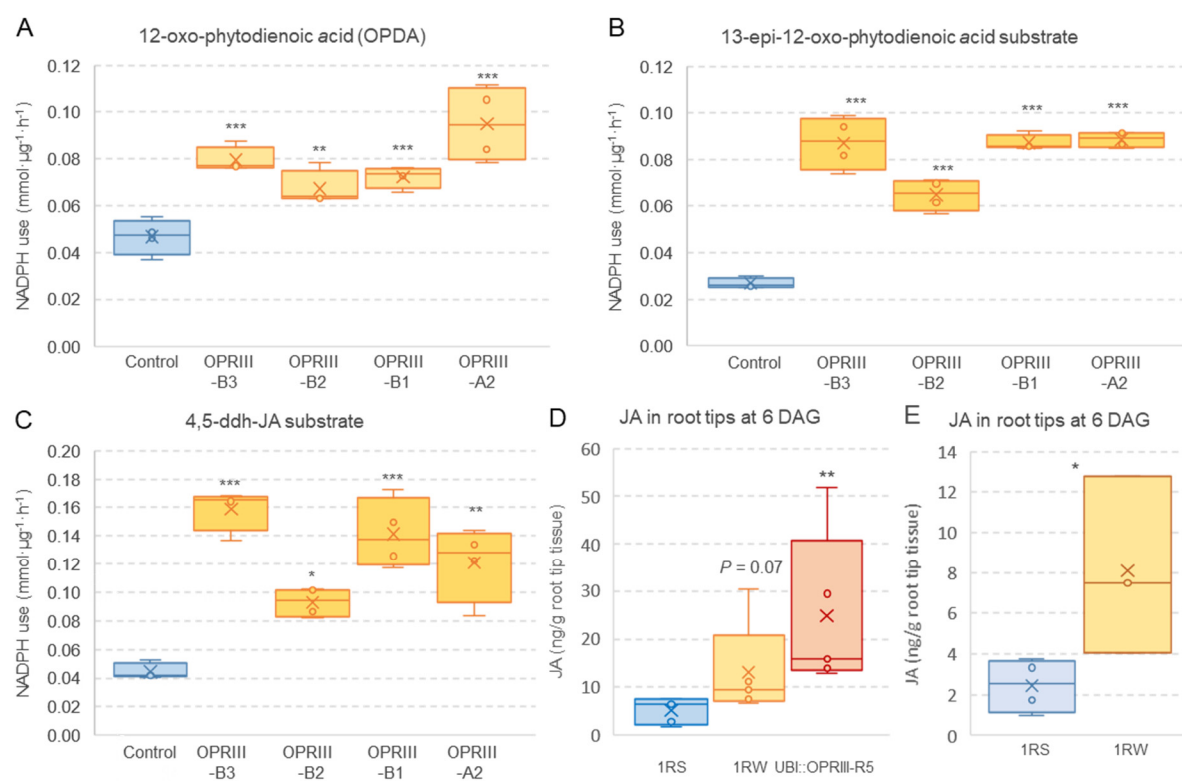 A
12-oxo-phytodienoic acid (OPDA)
NADPH use (mmol·µg⁻¹·h⁻¹)
0.12
0.10
0.08
0.06
0.04
0.02
0.00
***
**
***
***
Control
OPRIII
-B3
OPRIII
-B2
OPRIII
-B1
OPRIII
-A2
B
13-epi-12-oxo-phytodienoic acid substrate
NADPH use (mmol·µg⁻¹·h⁻¹)
0.12
0.10
0.08
0.06
0.04
0.02
0.00
***
***
***
***
Control
OPRIII
-B3
OPRIII
-B2
OPRIII
-B1
OPRIII
-A2
C
4,5-ddh-JA substrate
NADPH use (mmol·µg⁻¹·h⁻¹)
0.20
0.18
0.16
0.14
0.12
0.10
0.08
0.06
0.04
0.02
0.00
***
*
***
**
Control
OPRIII
-B3
OPRIII
-B2
OPRIII
-B1
OPRIII
-A2
D
JA in root tips at 6 DAG
JA (ng/g root tip tissue)
60
50
40
30
20
10
0
P = 0.07
**
1RS
1RW
UBI::OPRIII-R5
E
JA in root tips at 6 DAG
JA (ng/g root tip tissue)
14
12
10
8
6
4
2
0
*
1RS
1RW